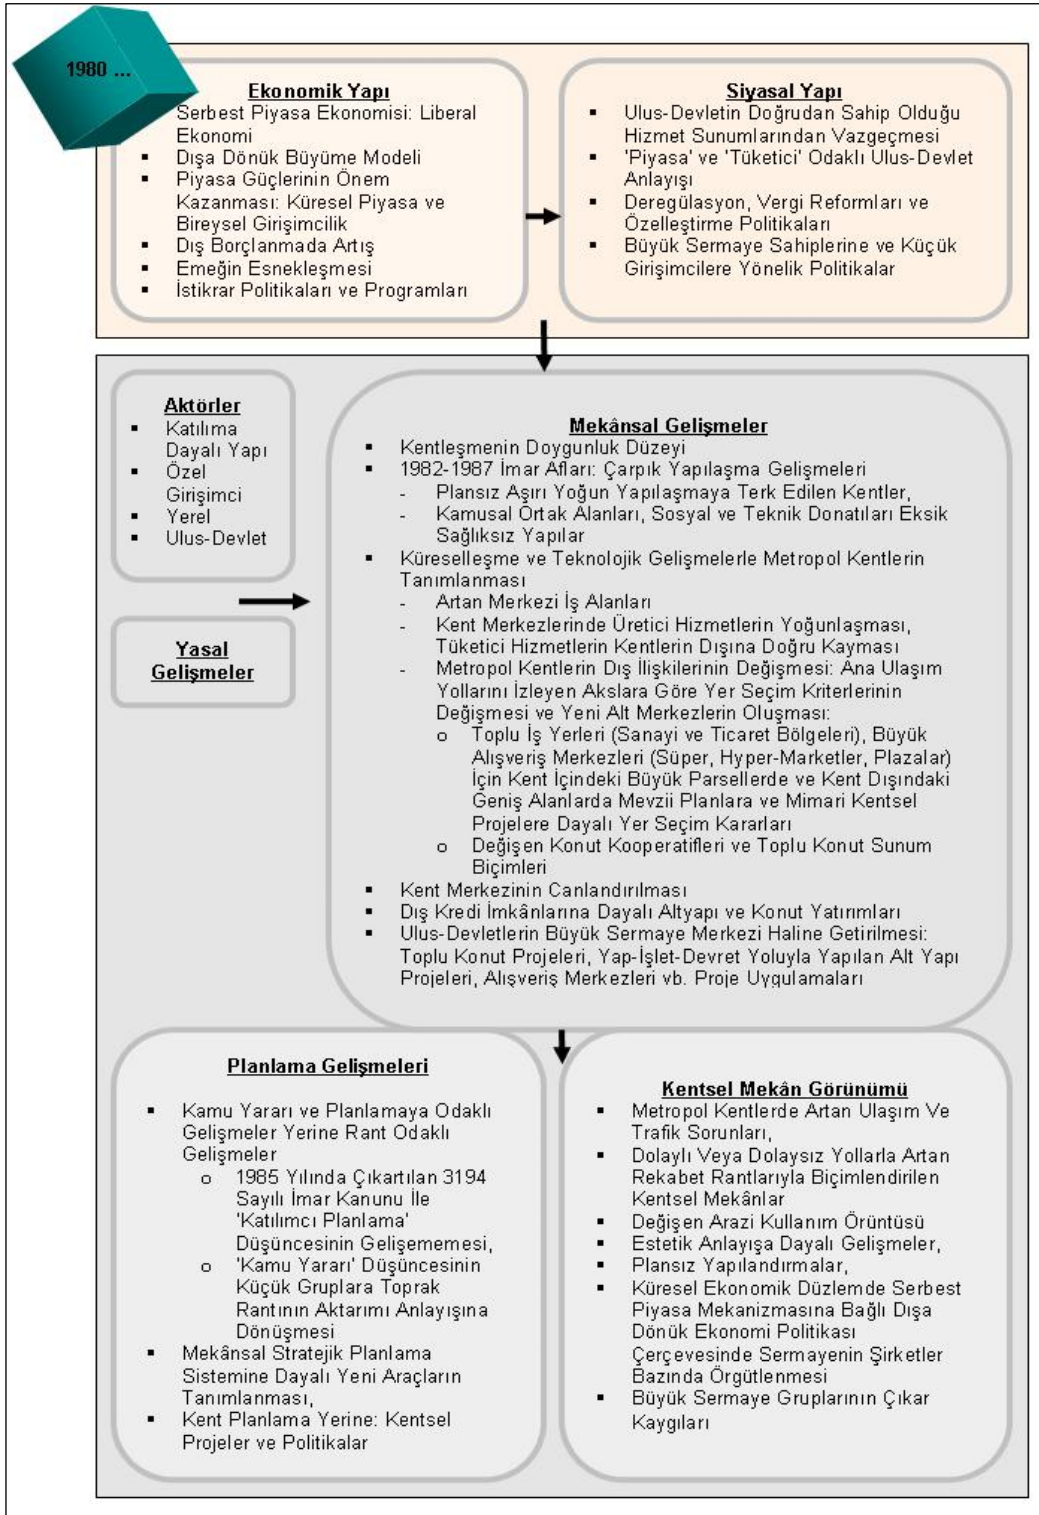 1980 ...
Ekonomik Yapı
Serbest Piyasa Ekonomisi: Liberal
Ekonomi
▪ Dışa Dönük Büyüme Modeli
▪ Piyasa Güçlerinin Önem
Kazanması: Küresel Piyasa ve
Bireysel Girişimcilik
▪ Dış Borçlanmada Artış
▪ Emeğin Esnekleşmesi
▪ İstikrar Politikaları ve Programları
Siyasal Yapı
▪ Ulus-Devletin Doğrudan Sahip Olduğu
Hizmet Sunumlarından Vazgeçmesi
▪ 'Piyasa' ve 'Tüketici' Odaklı Ulus-Devlet
Anlayışı
▪ Deregülasyon, Vergi Reformları ve
Özelleştirme Politikaları
▪ Büyük Sermaye Sahiplerine ve Küçük
Girişimcilere Yönelik Politikalar
Aktörler
▪ Katılıma
Dayalı Yapı
▪ Özel
Girişimci
▪ Yerel
▪ Ulus-Devlet
Yasal
Gelişmeler
Mekânsal Gelişmeler
▪ Kentleşmenin Doygunluk Düzeyi
▪ 1982-1987 İmar Afları: Çarpık Yapılaşma Gelişmeleri
- Plansız Aşırı Yoğun Yapılaşmaya Terk Edilen Kentler,
- Kamusal Ortak Alanları, Sosyal ve Teknik Donatıları Eksik
Sağlıksız Yapılar
▪ Küreselleşme ve Teknolojik Gelişmelerle Metropol Kentlerin
Tanımlanması
- Artan Merkezi İş Alanları
- Kent Merkezlerinde Üretici Hizmetlerin Yoğunlaşması,
Tüketici Hizmetlerin Kentlerin Dışına Doğru Kayması
- Metropol Kentlerin Dış İlişkilerinin Değişmesi: Ana Ulaşım
Yollarını İzleyen Akslara Göre Yer Seçim Kriterlerinin
Değişmesi ve Yeni Alt Merkezlerin Oluşması:
o Toplu İş Yerleri (Sanayi ve Ticaret Bölgeleri), Büyük
Alışveriş Merkezleri (Süper, Hyper-Marketler, Plazalar)
İçin Kent İçindeki Büyük Parsellerde ve Kent Dışındaki
Geniş Alanlarda Mevzii Planlara ve Mimari Kentsel
Projelere Dayalı Yer Seçim Kararları
o Değişen Konut Kooperatifleri ve Toplu Konut Sunum
Biçimleri
▪ Kent Merkezinin Canlandırılması
▪ Dış Kredi İmkânlarına Dayalı Altyapı ve Konut Yatırımları
▪ Ulus-Devletlerin Büyük Sermaye Merkezi Haline Getirilmesi:
Toplu Konut Projeleri, Yap-İşlet-Devret Yoluyla Yapılan Alt Yapı
Projeleri, Alışveriş Merkezleri vb. Proje Uygulamaları
Planlama Gelişmeleri
▪ Kamu Yararı ve Planlamaya Odaklı
Gelişmeler Yerine Rant Odaklı
Gelişmeler
o 1985 Yılında Çıkartılan 3194
Sayılı İmar Kanunu İle
'Katılımcı Planlama'
Düşüncesinin Gelişememesi,
o 'Kamu Yararı' Düşüncesinin
Küçük Gruplara Toprak
Rantının Aktarımı Anlayışına
Dönüşmesi
▪ Mekânsal Stratejik Planlama
Sistemine Dayalı Yeni Araçların
Tanımlanması,
▪ Kent Planlama Yerine: Kentsel
Projeler ve Politikalar
Kentsel Mekân Görünümü
▪ Metropol Kentlerde Artan Ulaşım Ve
Trafik Sorunları,
▪ Dolaylı Veya Dolaysız Yollarla Artan
Rekabet Rantlarıyla Biçimlendirilen
Kentsel Mekânlar
▪ Değişen Arazi Kullanım Örüntüsü
▪ Estetik Anlayışa Dayalı Gelişmeler,
▪ Plansız Yapılandırmalar,
▪ Küresel Ekonomik Düzlemde Serbest
Piyasa Mekanizmasına Bağlı Dışa
Dönük Ekonomi Politikası
Çerçevesinde Sermayenin Şirketler
Bazında Örgütlenmesi
▪ Büyük Sermaye Gruplarının Çıkar
Kaygıları